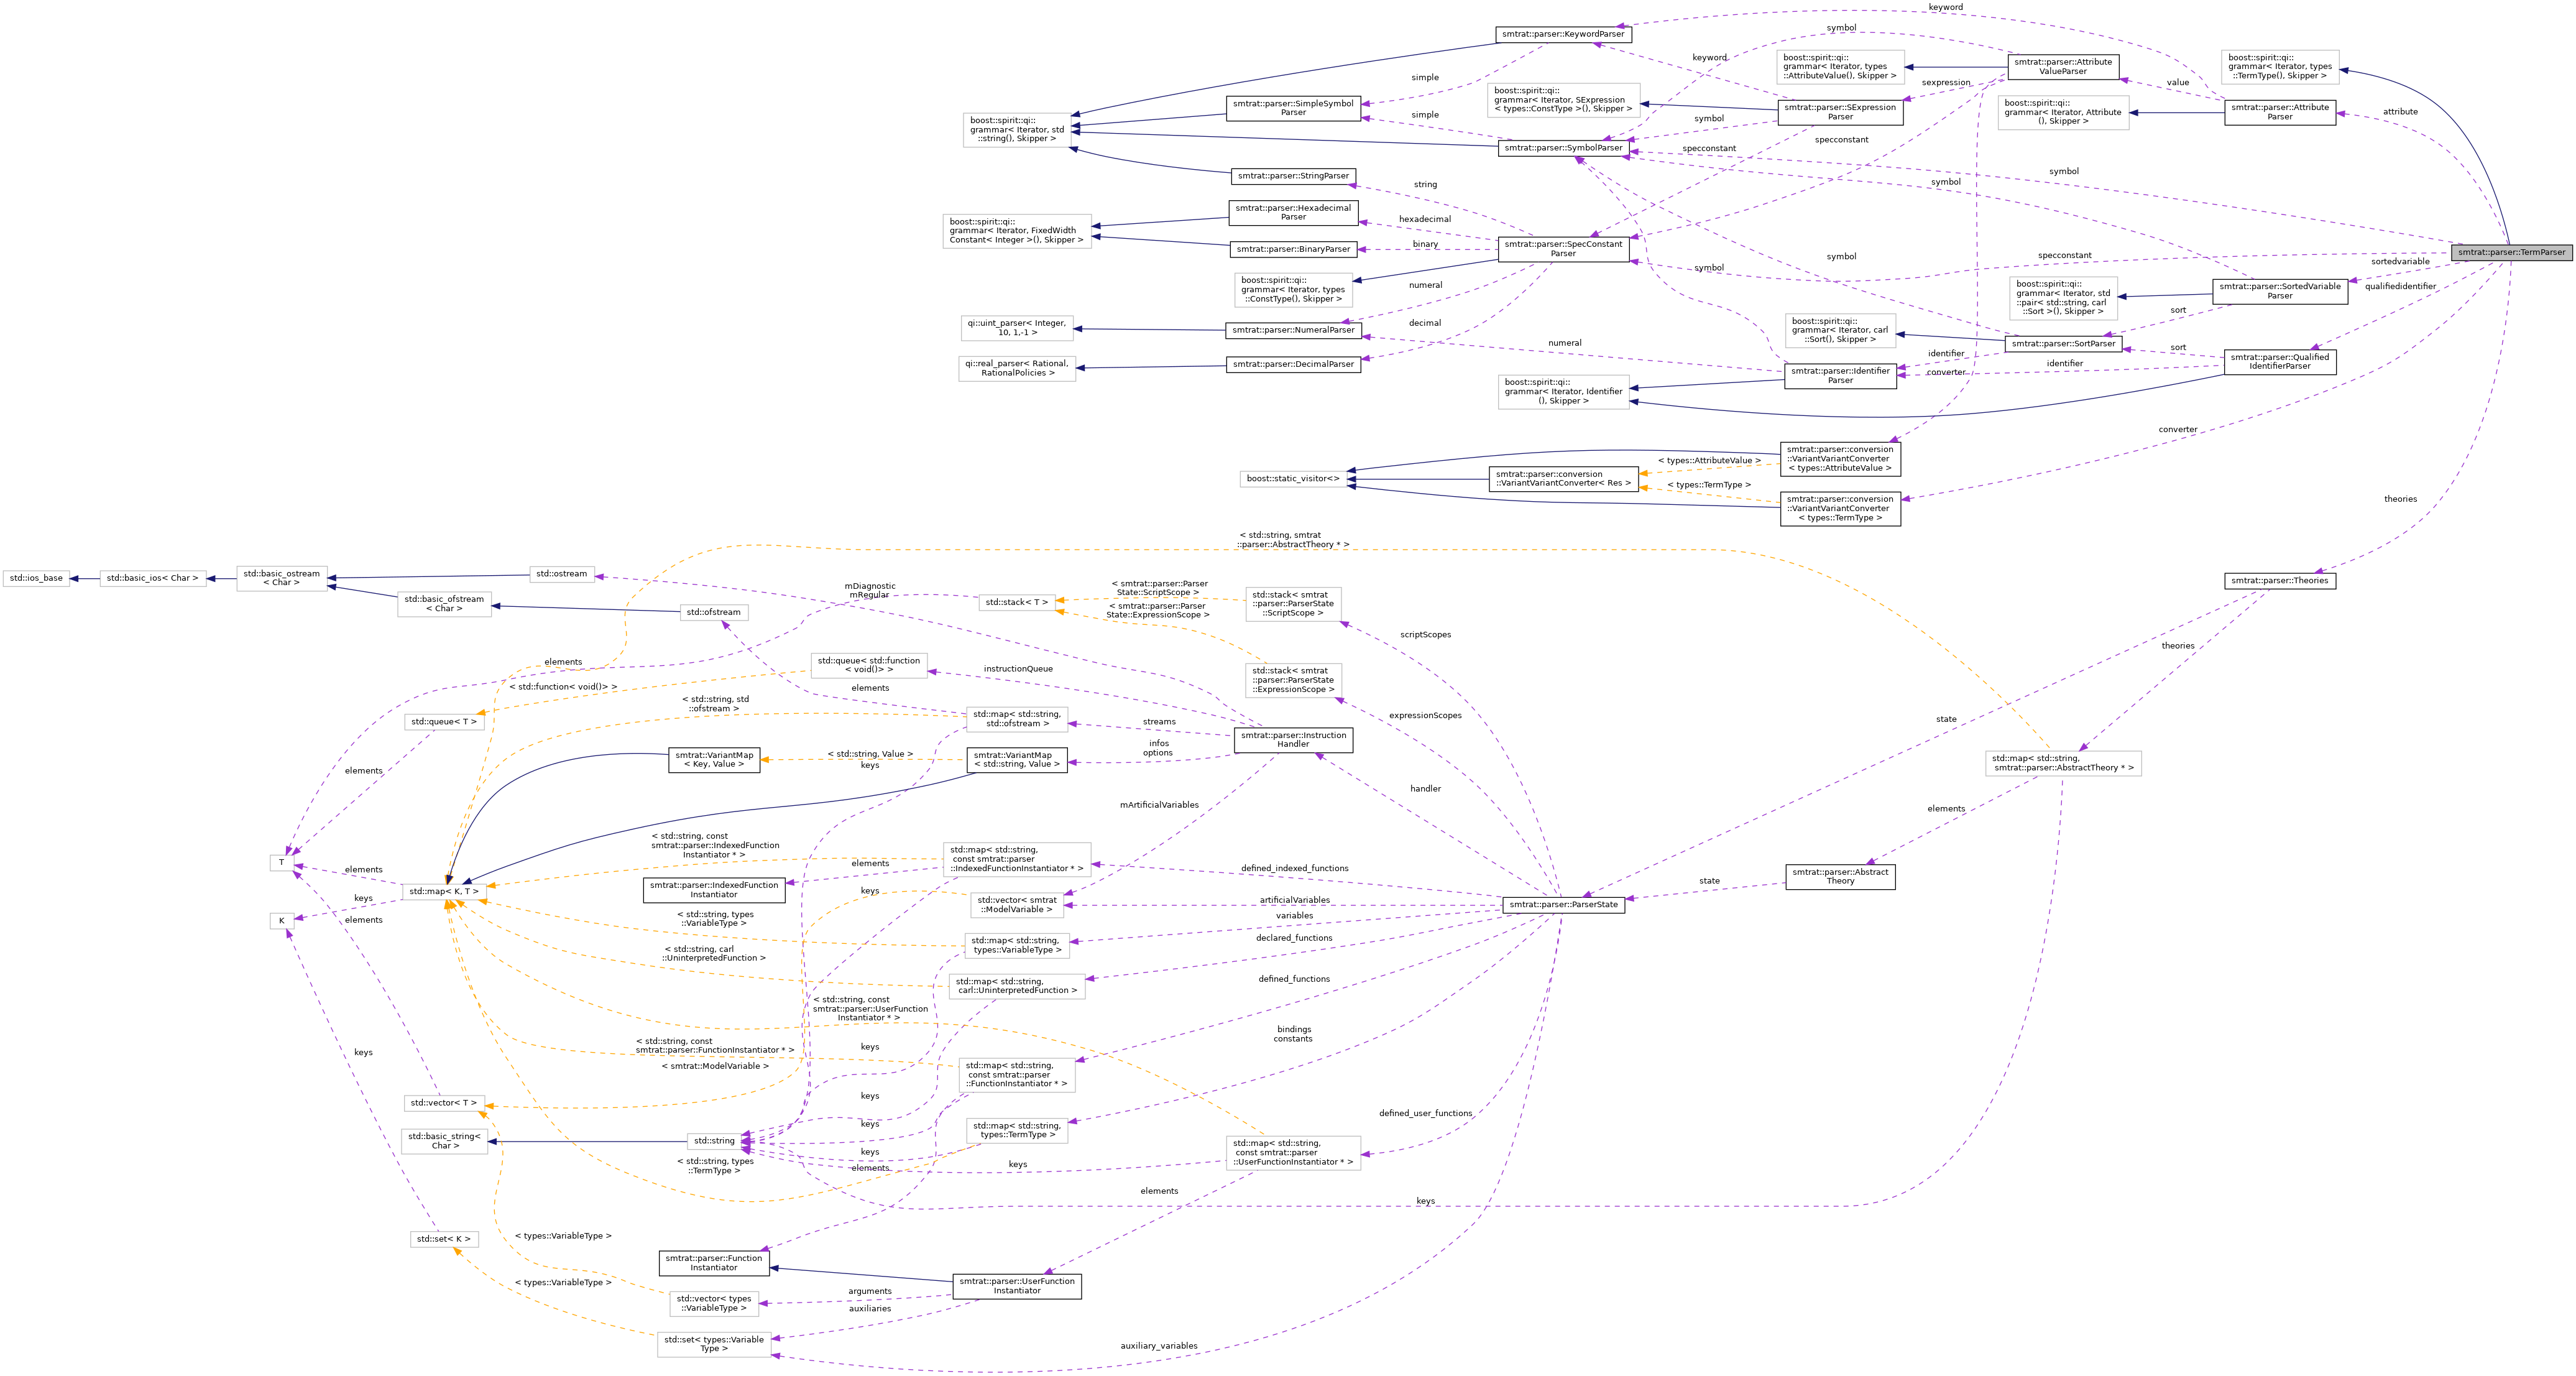 keyword
smtrat::parser::KeywordParser
symbol
keyword
boost::spirit::qi::
grammar< Iterator, types
::AttributeValue(), Skipper >
smtrat::parser::Attribute
ValueParser
boost::spirit::qi::
grammar< Iterator, types
::TermType(), Skipper >
simple
sexpression
value
boost::spirit::qi::
grammar< Iterator, SExpression
< types::ConstType >(), Skipper >
smtrat::parser::SimpleSymbol
Parser
smtrat::parser::SExpression
Parser
boost::spirit::qi::
grammar< Iterator, Attribute
(), Skipper >
smtrat::parser::Attribute
Parser
attribute
boost::spirit::qi::
grammar< Iterator, std
::string(), Skipper >
simple
symbol
specconstant
smtrat::parser::SymbolParser
specconstant
smtrat::parser::StringParser
string
symbol
symbol
smtrat::parser::Hexadecimal
Parser
hexadecimal
boost::spirit::qi::
grammar< Iterator, FixedWidth
Constant< Integer >(), Skipper >
smtrat::parser::BinaryParser
binary
smtrat::parser::SpecConstant
Parser
symbol
symbol
specconstant
smtrat::parser::TermParser
sortedvariable
boost::spirit::qi::
grammar< Iterator, types
::ConstType(), Skipper >
numeral
boost::spirit::qi::
grammar< Iterator, std
::pair< std::string, carl
::Sort >(), Skipper >
smtrat::parser::SortedVariable
Parser
qualifiedidentifier
qi::uint_parser< Integer,
10, 1,-1 >
smtrat::parser::NumeralParser
decimal
boost::spirit::qi::
grammar< Iterator, carl
::Sort(), Skipper >
sort
smtrat::parser::SortParser
numeral
identifier
sort
qi::real_parser< Rational,
RationalPolicies >
smtrat::parser::DecimalParser
smtrat::parser::Identifier
Parser
converter
identifier
smtrat::parser::Qualified
IdentifierParser
boost::spirit::qi::
grammar< Iterator, Identifier
(), Skipper >
converter
smtrat::parser::conversion
::VariantVariantConverter
< types::AttributeValue >
< types::AttributeValue >
boost::static_visitor<>
smtrat::parser::conversion
::VariantVariantConverter< Res >
< types::TermType >
smtrat::parser::conversion
::VariantVariantConverter
< types::TermType >
theories
< std::string, smtrat
::parser::AbstractTheory * >
std::ios_base
std::basic_ios< Char >
std::basic_ostream
< Char >
std::ostream
mDiagnostic
mRegular
< smtrat::parser::Parser
State::ScriptScope >
std::stack< smtrat
::parser::ParserState
::ScriptScope >
smtrat::parser::Theories
std::basic_ofstream
< Char >
std::ofstream
std::stack< T >
< smtrat::parser::Parser
State::ExpressionScope >
scriptScopes
theories
elements
std::queue< std::function
< void()> >
instructionQueue
std::stack< smtrat
::parser::ParserState
::ExpressionScope >
< std::function< void()> >
elements
< std::string, std
::ofstream >
std::queue< T >
std::map< std::string,
std::ofstream >
streams
expressionScopes
state
smtrat::parser::Instruction
Handler
infos
options
smtrat::VariantMap
< Key, Value >
< std::string, Value >
keys
smtrat::VariantMap
< std::string, Value >
std::map< std::string,
smtrat::parser::AbstractTheory * >
elements
handler
mArtificialVariables
elements
< std::string, const
smtrat::parser::IndexedFunction
Instantiator * >
std::map< std::string,
const smtrat::parser
::IndexedFunctionInstantiator * >
elements
defined_indexed_functions
T
elements
smtrat::parser::IndexedFunction
Instantiator
keys
smtrat::parser::Abstract
Theory
state
std::map< K, T >
keys
std::vector< smtrat
::ModelVariable >
artificialVariables
smtrat::parser::ParserState
K
elements
< std::string, types
::VariableType >
variables
std::map< std::string,
types::VariableType >
declared_functions
< std::string, carl
::UninterpretedFunction >
std::map< std::string,
carl::UninterpretedFunction >
defined_functions
< std::string, const
smtrat::parser::UserFunction
Instantiator * >
bindings
constants
< std::string, const
smtrat::parser::FunctionInstantiator * >
keys
keys
< smtrat::ModelVariable >
std::map< std::string,
const smtrat::parser
::FunctionInstantiator * >
std::vector< T >
keys
defined_user_functions
keys
std::basic_string<
Char >
std::string
std::map< std::string,
types::TermType >
keys
keys
elements
< std::string, types
::TermType >
std::map< std::string,
const smtrat::parser
::UserFunctionInstantiator * >
elements
keys
std::set< K >
< types::VariableType >
smtrat::parser::Function
Instantiator
smtrat::parser::UserFunction
Instantiator
< types::VariableType >
arguments
std::vector< types
::VariableType >
auxiliaries
std::set< types::Variable
Type >
auxiliary_variables